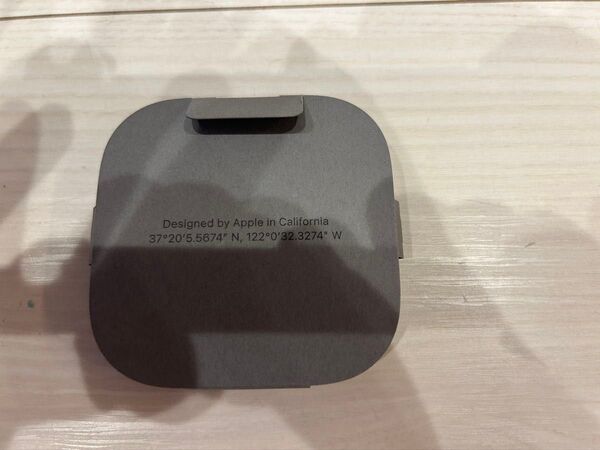 Designed by Apple in California
37°20'5.5674" N, 122°0'32.3274" W